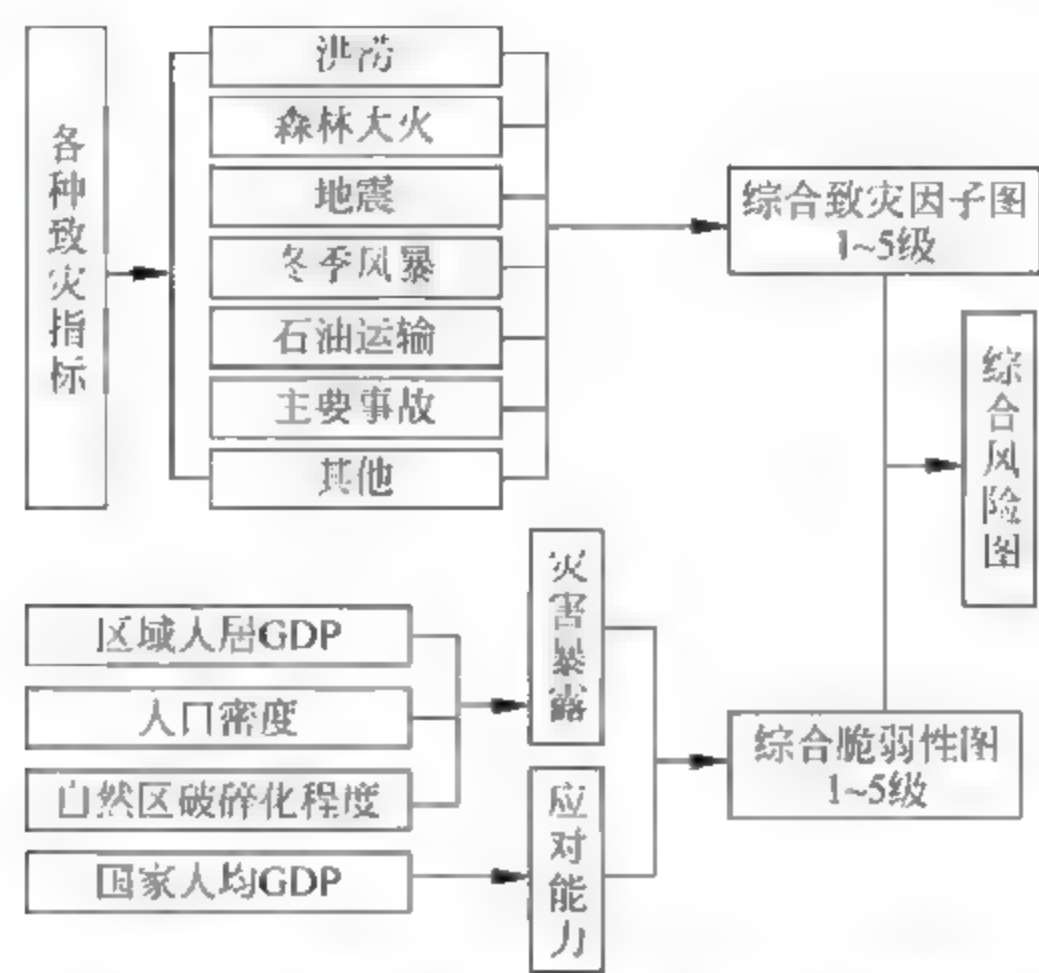 各种致灾指标
洪涝
森林大火
地震
冬季风暴
石油运输
主要事故
其他
综合致灾因子图
1~5级
综合风险图
区域人居GDP
人口密度
自然区破碎化程度
国家人均GDP
灾害暴露
应对能力
综合脆弱性图
1~5级